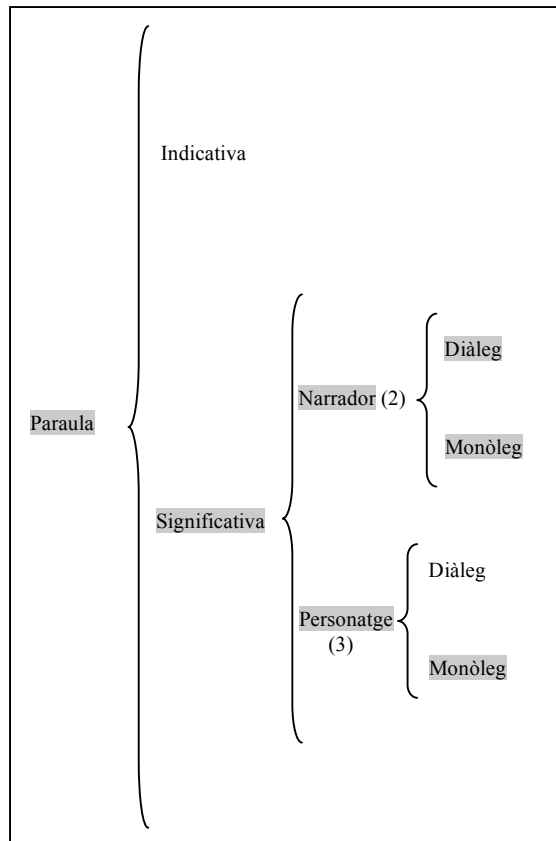 Indicativa
Diàleg
Narrador (2)
Paraula
Monòleg
Significativa
Diàleg
Personatge
(3)
Monòleg